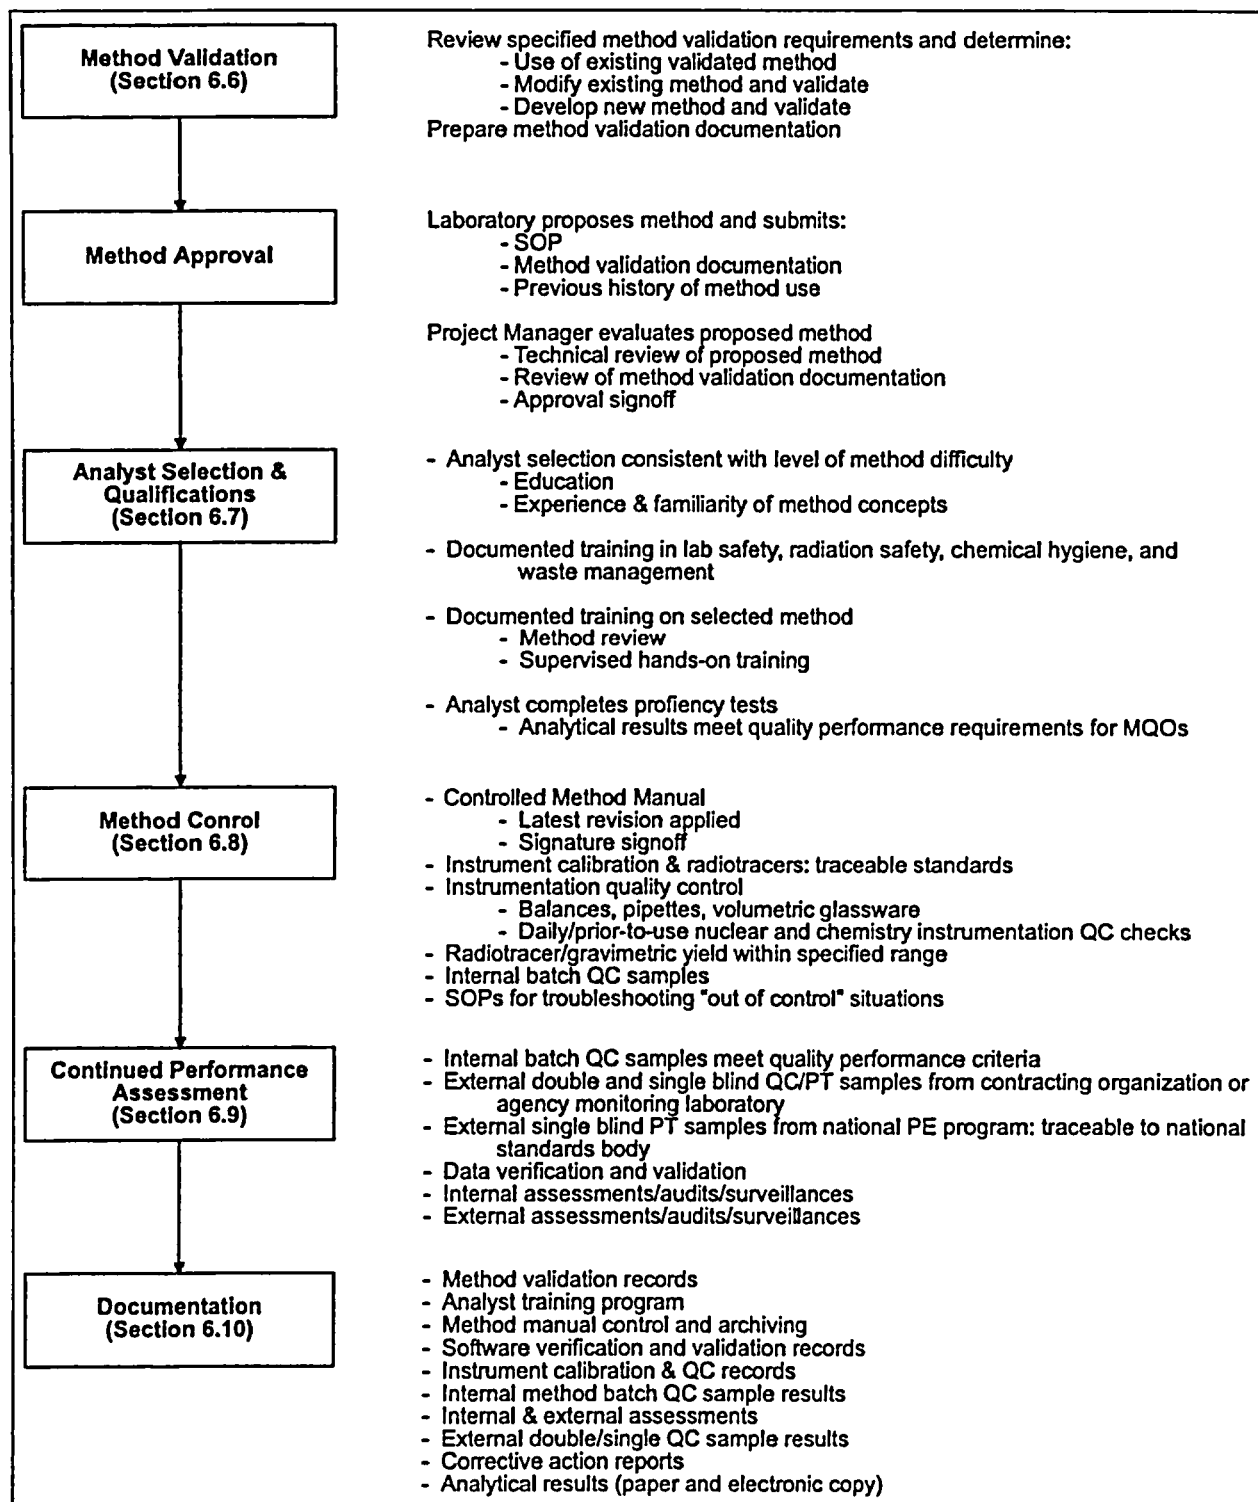 Method Validation
(Section 6.6)
Review specified method validation requirements and determine:
- Use of existing validated method
- Modify existing method and validate
- Develop new method and validate
Prepare method validation documentation
Method Approval
Laboratory proposes method and submits:
- SOP
- Method validation documentation
- Previous history of method use
Project Manager evaluates proposed method
- Technical review of proposed method
- Review of method validation documentation
- Approval signoff
Analyst Selection &
Qualifications
(Section 6.7)
- Analyst selection consistent with level of method difficulty
- Education
- Experience & familiarity of method concepts
- Documented training in lab safety, radiation safety, chemical hygiene, and
waste management
- Documented training on selected method
- Method review
- Supervised hands-on training
- Analyst completes profiency tests
- Analytical results meet quality performance requirements for MQOs
Method Conrol
(Section 6.8)
- Controlled Method Manual
- Latest revision applied
- Signature signoff
- Instrument calibration & radiotracers: traceable standards
- Instrumentation quality control
- Balances, pipettes, volumetric glassware
- Daily/prior-to-use nuclear and chemistry instrumentation QC checks
- Radiotracer/gravimetric yield within specified range
- Internal batch QC samples
- SOPs for troubleshooting "out of control" situations
Continued Performance
Assessment
(Section 6.9)
- Internal batch QC samples meet quality performance criteria
- External double and single blind QC/PT samples from contracting organization or
agency monitoring laboratory
- External single blind PT samples from national PE program: traceable to national
standards body
- Data verification and validation
- Internal assessments/audits/surveillances
- External assessments/audits/surveillances
Documentation
(Section 6.10)
- Method validation records
- Analyst training program
- Method manual control and archiving
- Software verification and validation records
- Instrument calibration & QC records
- Internal method batch QC sample results
- Internal & external assessments
- External double/single QC sample results
- Corrective action reports
- Analytical results (paper and electronic copy)